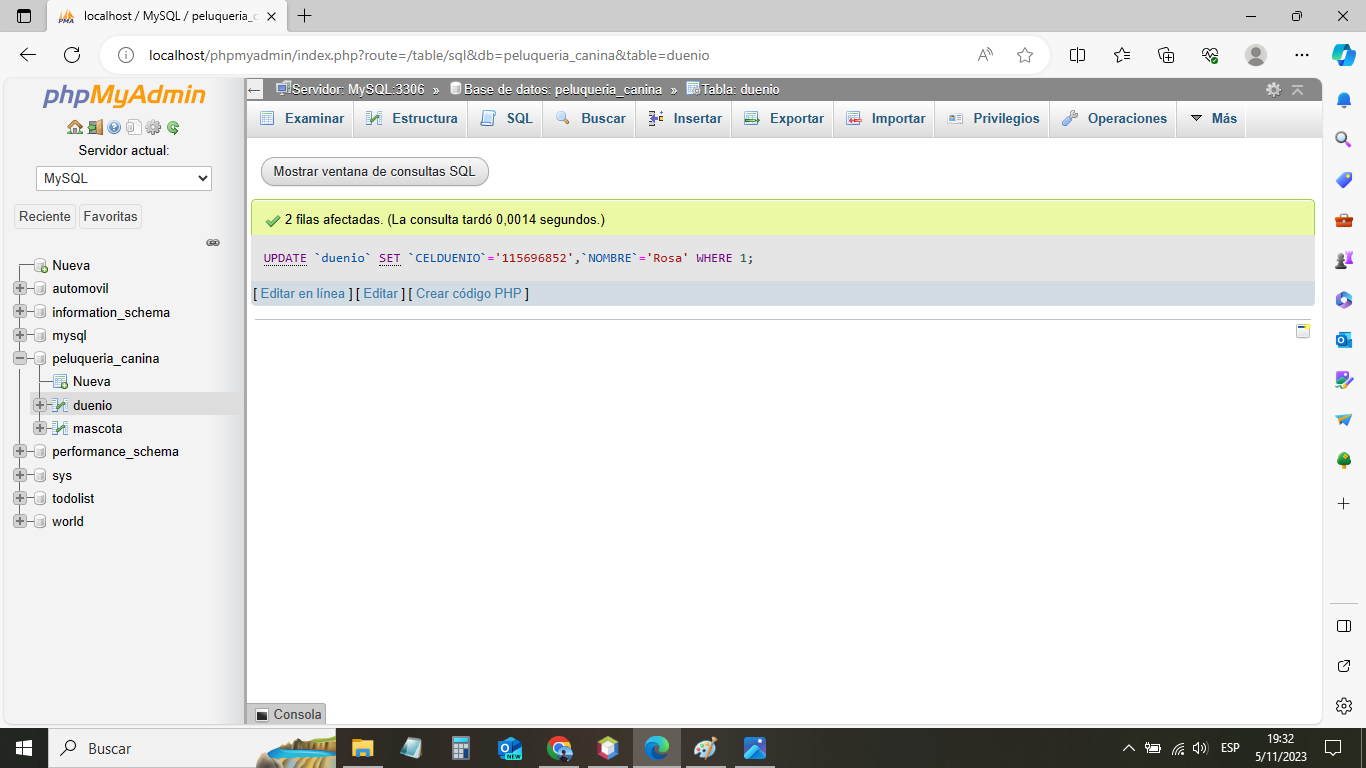 localhost / MySQL / peluqueria_c
localhost/phpmyadmin/index.php?route=/table/sql&db=peluqueria_canina&table=duenio
phpMyAdmin
Servidor actual:
MySQL
Reciente Favoritas
Nueva
automovil
information_schema
mysql
peluqueria_canina
Nueva
duenio
mascota
performance_schema
sys
todolist
world
Servidor: MySQL:3306 » Base de datos: peluqueria_canina » Tabla: duenio
Examinar Estructura SQL Buscar Insertar Exportar Importar Privilegios Operaciones Más
Mostrar ventana de consultas SQL
2 filas afectadas. (La consulta tardó 0,0014 segundos.)
UPDATE `duenio` SET `CELDUENIO`='115696852',`NOMBRE`='Rosa' WHERE 1;
[ Editar en línea ] [ Editar ] [ Crear código PHP ]
Consola
Buscar
NEW
ESP
19:32
5/11/2023